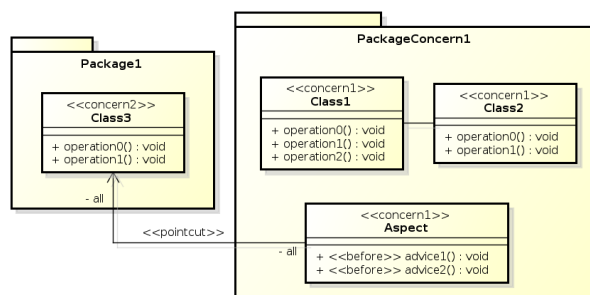 PackageConcern1
Package1
<<concern2>>
Class3
+ operation0() : void
+ operation1() : void
<<concern1>>
Class1
+ operation0() : void
+ operation1() : void
+ operation2() : void
<<concern1>>
Class2
+ operation0() : void
+ operation1() : void
- all
<<pointcut>>
- all
<<concern1>>
Aspect
+ <<before>> advice1() : void
+ <<before>> advice2() : void